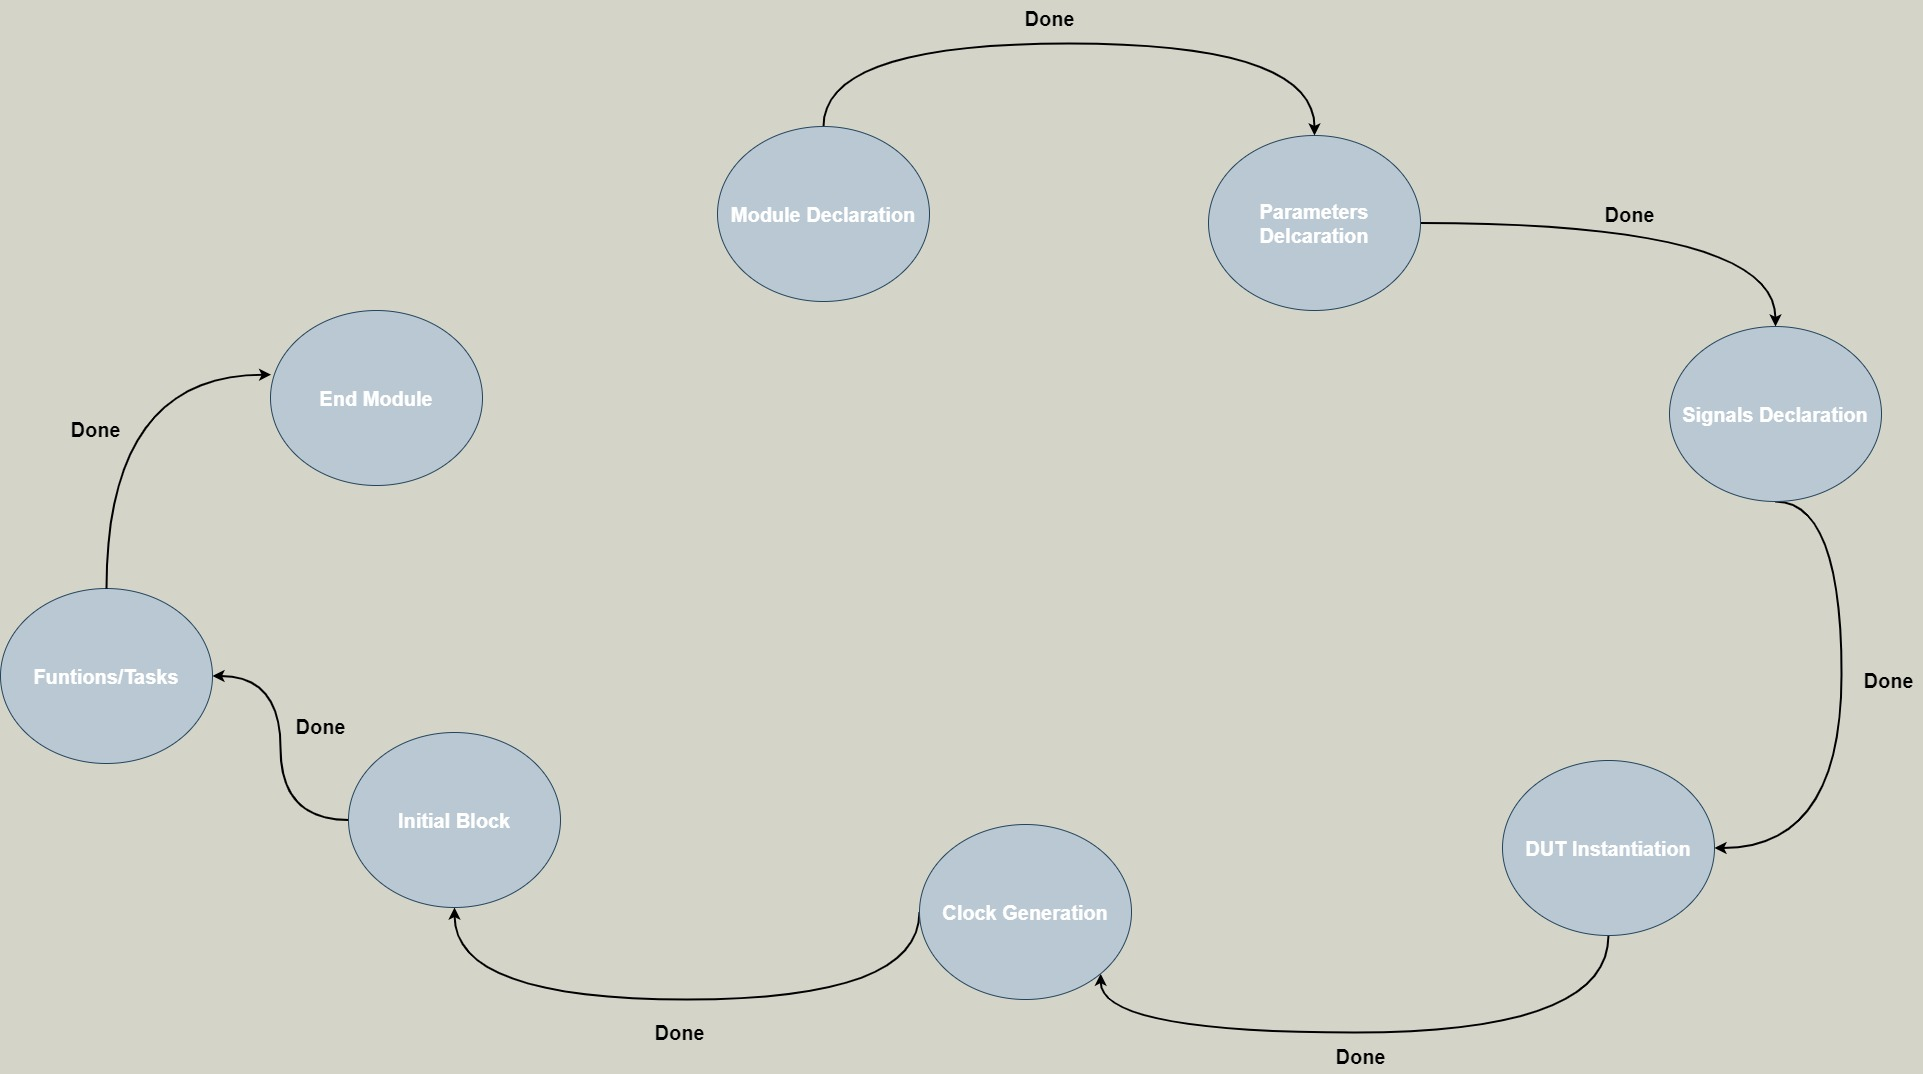 Done
Module Declaration
Parameters
Delcaration
Done
Signals Declaration
Done
DUT Instantiation
Done
Clock Generation
Done
Initial Block
Done
Funtions/Tasks
Done
End Module